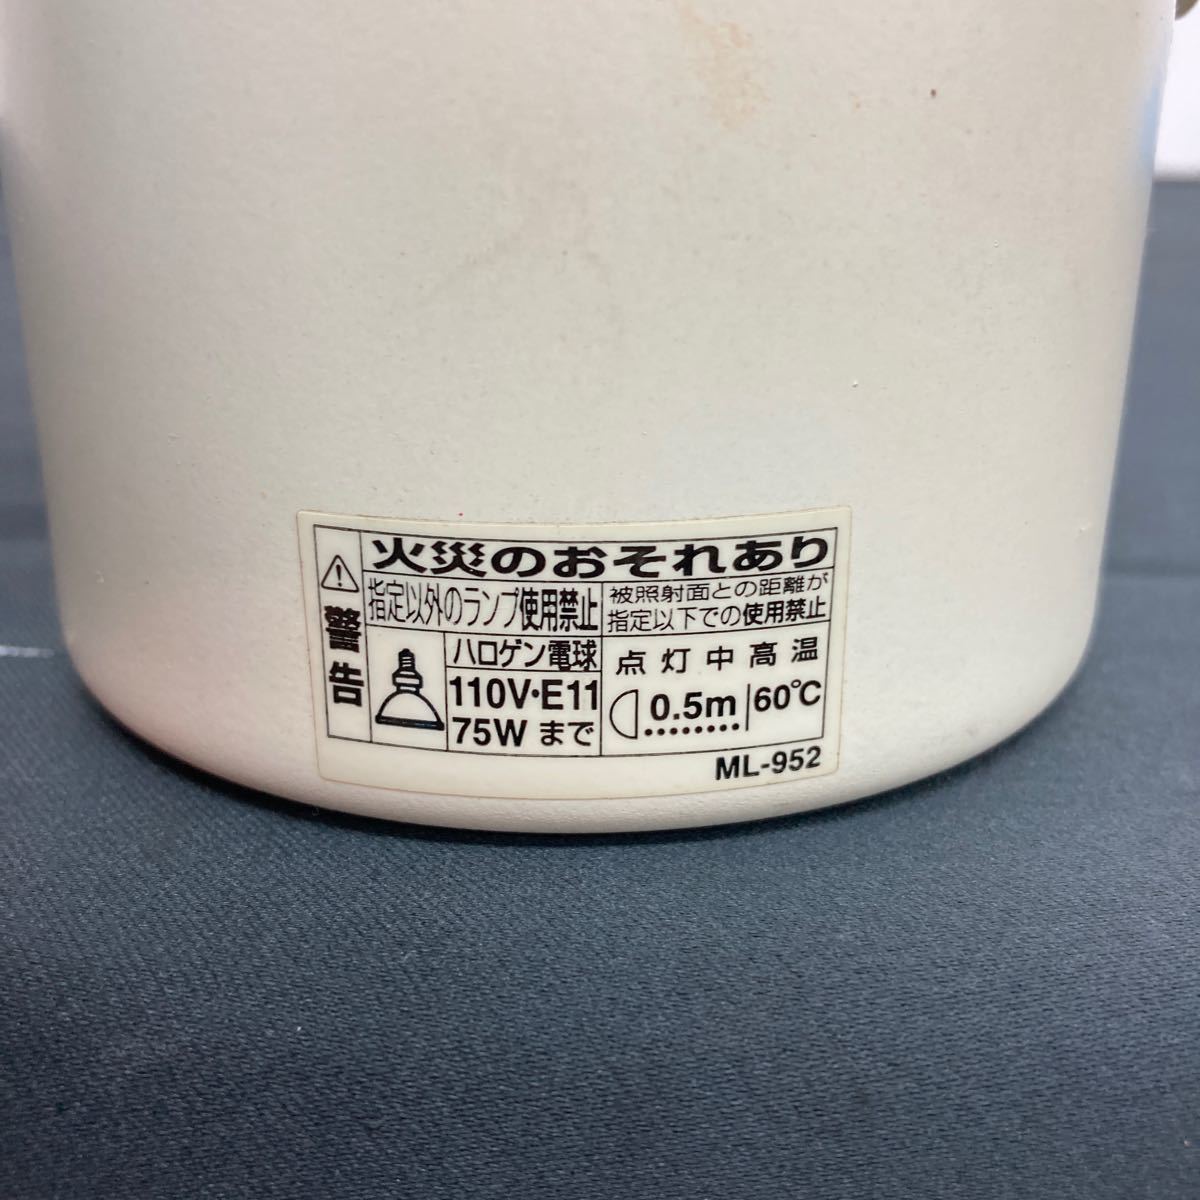 警告
火災のおそれあり
指定以外のランプ使用禁止
ハロゲン電球
110V・E11
75Wまで
被照射面との距離が
指定以下での使用禁止
点灯中高温
0.5m 60℃
ML-952